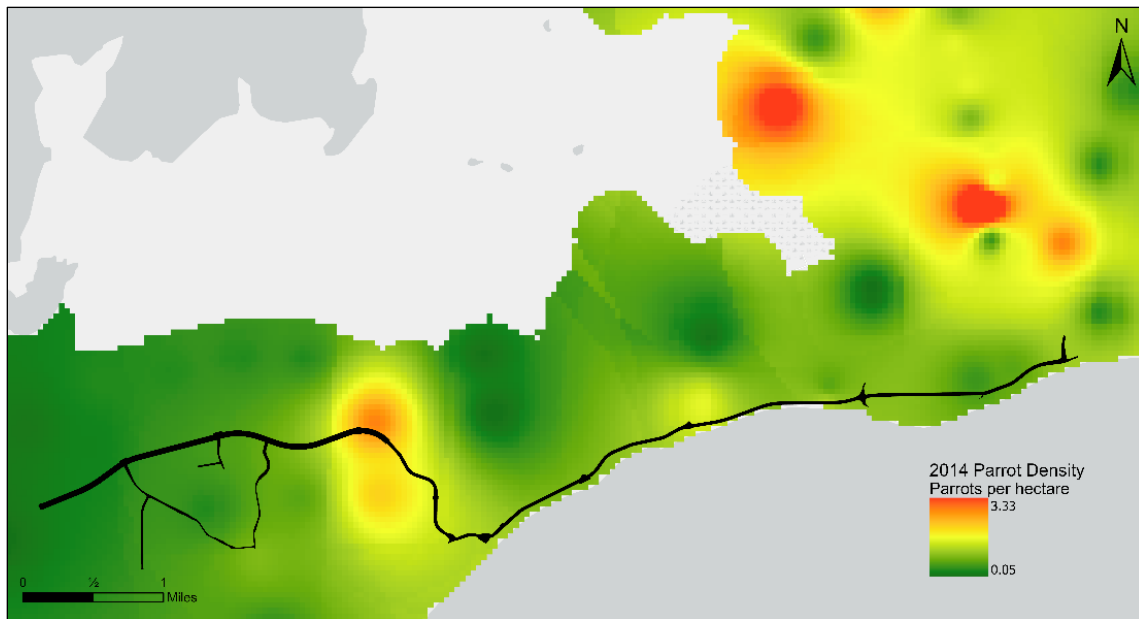 N
2014 Parrot Density
Parrots per hectare
3.33
0.05
0 ½ 1
Miles